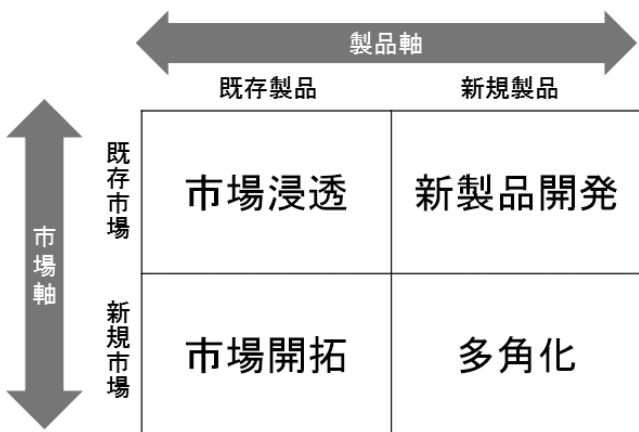 製品軸
既存製品 新規製品
市場軸
既存市場
市場浸透 新製品開発
新規市場
市場開拓 多角化